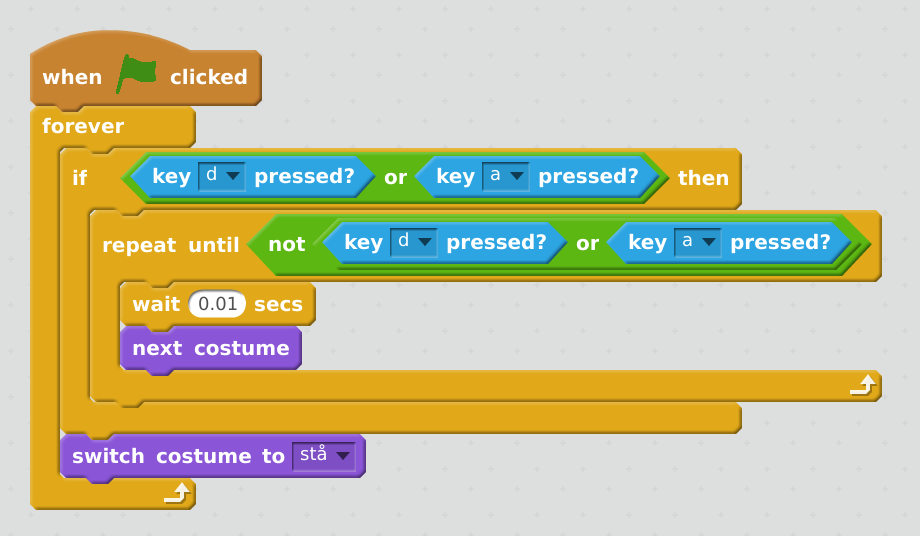 when clicked
forever
if key d pressed? or key a pressed? then
repeat until not key d pressed? or key a pressed?
wait 0.01 secs
next costume
switch costume to stå